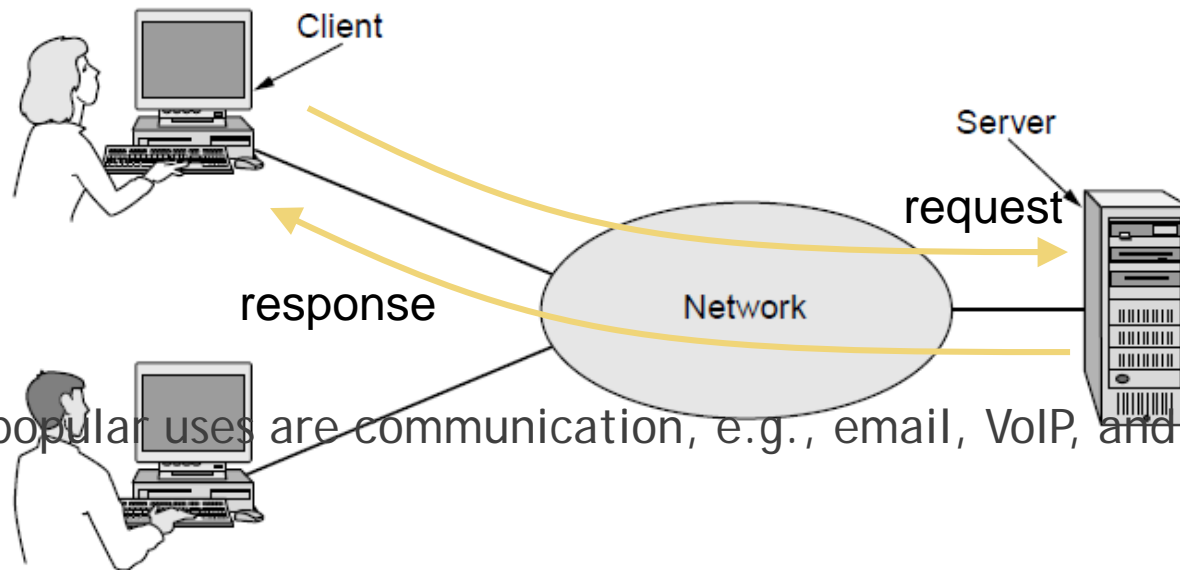 Client
Server
request
response
Network
popular uses are communication, e.g., email, VoIP, and